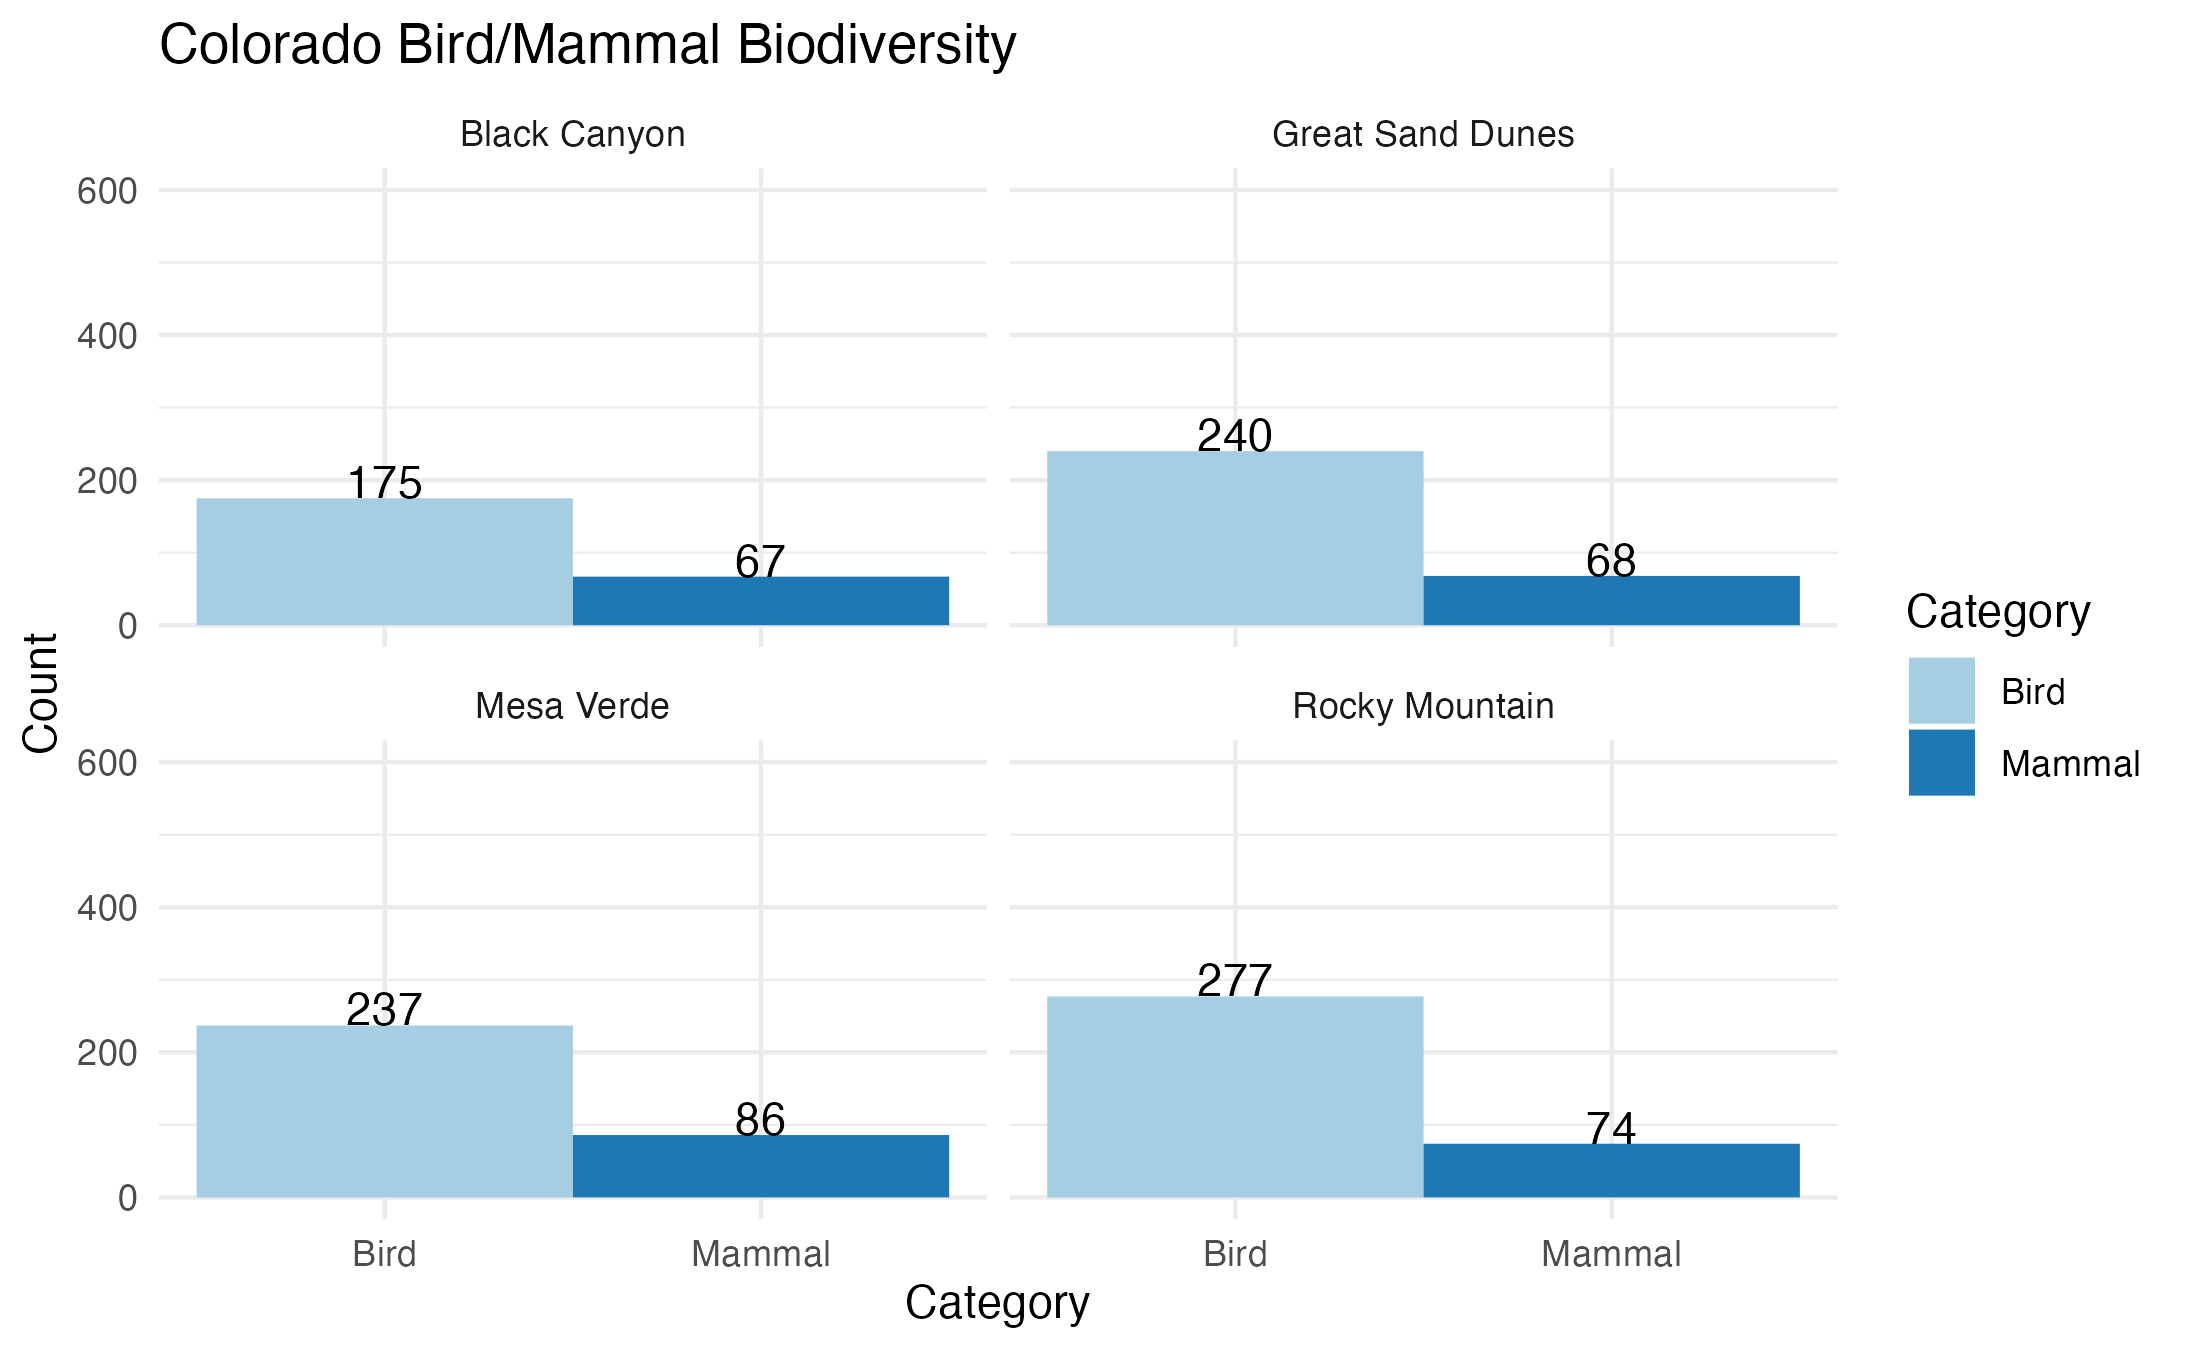 Colorado Bird/Mammal Biodiversity
Black Canyon
Great Sand Dunes
600
400
200
0
175
67
240
68
Mesa Verde
Rocky Mountain
600
400
200
0
237
86
277
74
Bird
Mammal
Bird
Mammal
Category
Count
Category
Bird
Mammal